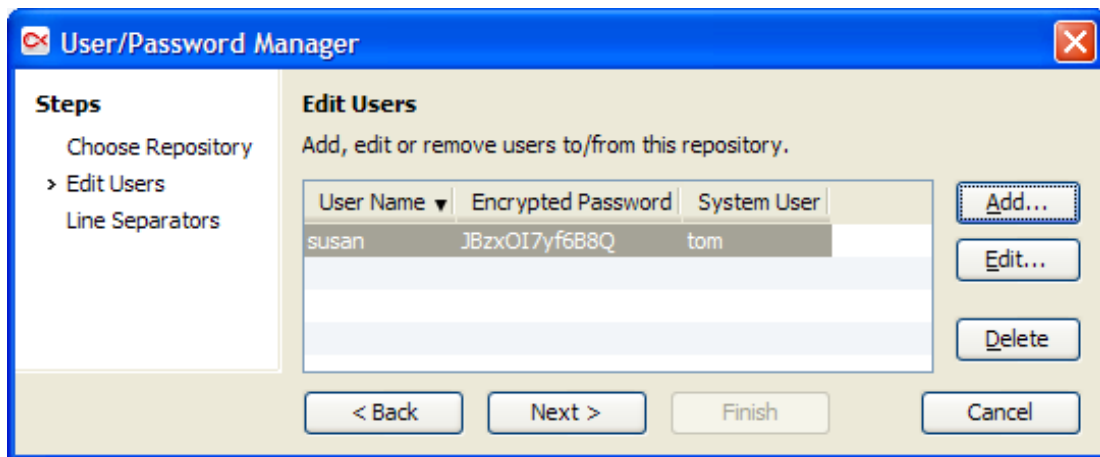 User/Password Manager
Steps
Choose Repository
> Edit Users
Line Separators
Edit Users
Add, edit or remove users to/from this repository.
User Name ▼ Encrypted Password System User
susan JBzxOI7yf6B8Q tom
Add...
Edit...
Delete
< Back Next > Finish Cancel